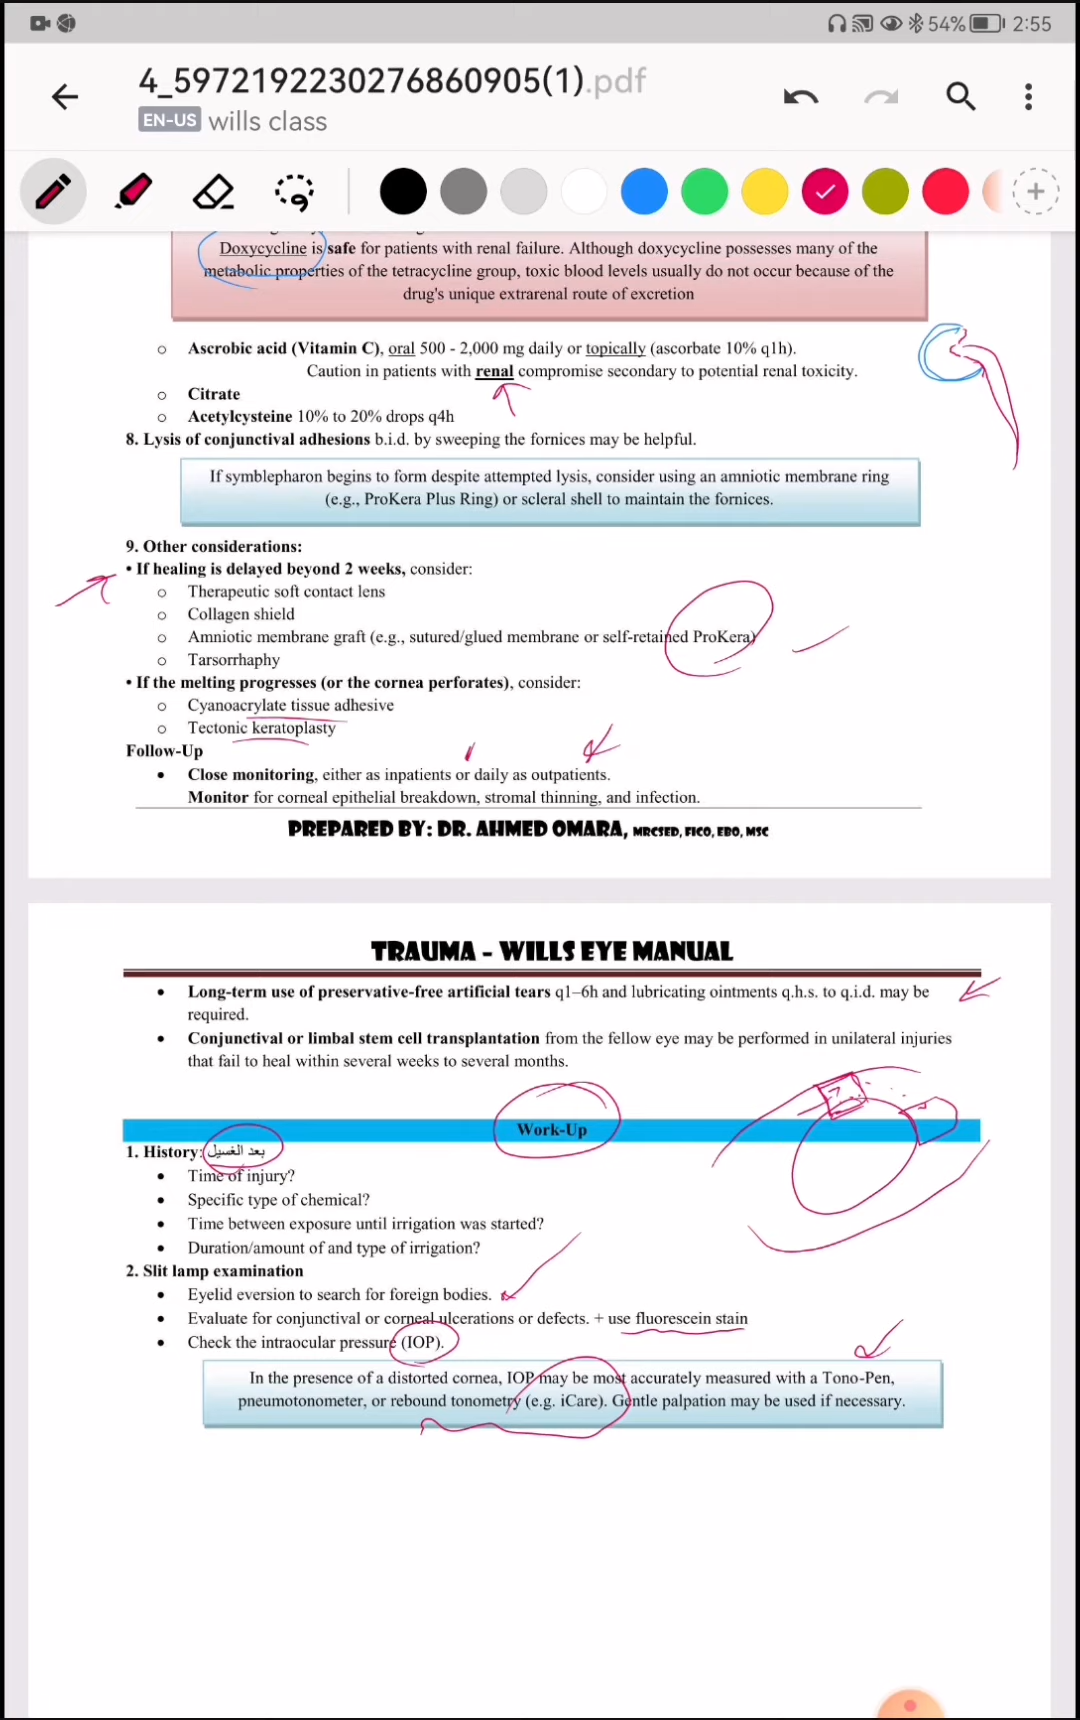 54% 2:55
4_5972192230276860905(1).pdf
EN-US wills class
Doxycycline is safe for patients with renal failure. Although doxycycline possesses many of the
metabolic properties of the tetracycline group, toxic blood levels usually do not occur because of the
drug's unique extrarenal route of excretion
o Ascrobic acid (Vitamin C), oral 500 - 2,000 mg daily or topically (ascorbate 10% q1h).
Caution in patients with renal compromise secondary to potential renal toxicity.
o Citrate
o Acetylcysteine 10% to 20% drops q4h
8. Lysis of conjunctival adhesions b.i.d. by sweeping the fornices may be helpful.
If symblepharon begins to form despite attempted lysis, consider using an amniotic membrane ring
(e.g., ProKera Plus Ring) or scleral shell to maintain the fornices.
9. Other considerations:
• If healing is delayed beyond 2 weeks, consider:
o Therapeutic soft contact lens
o Collagen shield
o Amniotic membrane graft (e.g., sutured/glued membrane or self-retained ProKera)
o Tarsorrhaphy
• If the melting progresses (or the cornea perforates), consider:
o Cyanoacrylate tissue adhesive
o Tectonic keratoplasty
Follow-Up
• Close monitoring, either as inpatients or daily as outpatients.
Monitor for corneal epithelial breakdown, stromal thinning, and infection.
PREPARED BY: DR. AHMED OMARA, MRCSED, FICO, EBO, MSC
TRAUMA - WILLS EYE MANUAL
• Long-term use of preservative-free artificial tears q1–6h and lubricating ointments q.h.s. to q.i.d. may be
required.
• Conjunctival or limbal stem cell transplantation from the fellow eye may be performed in unilateral injuries
that fail to heal within several weeks to several months.
Work-Up
1. History: بعد الغسيل
• Time of injury?
• Specific type of chemical?
• Time between exposure until irrigation was started?
• Duration/amount of and type of irrigation?
2. Slit lamp examination
• Eyelid eversion to search for foreign bodies.
• Evaluate for conjunctival or corneal ulcerations or defects. + use fluorescein stain
• Check the intraocular pressure (IOP).
In the presence of a distorted cornea, IOP may be most accurately measured with a Tono-Pen,
pneumotonometer, or rebound tonometry (e.g. iCare). Gentle palpation may be used if necessary.